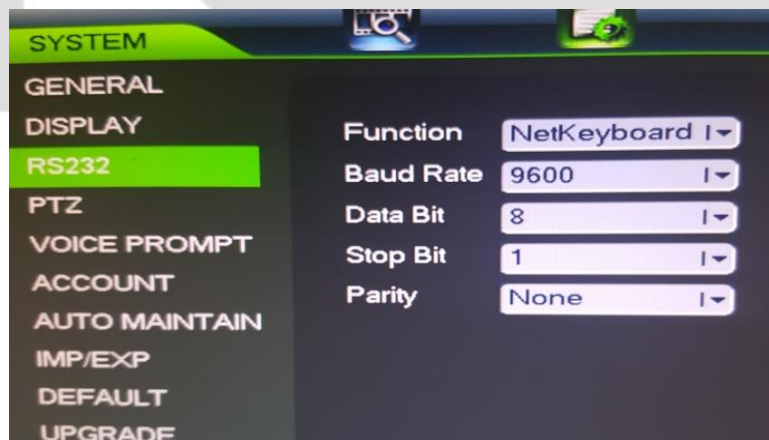 SYSTEM
GENERAL
DISPLAY
RS232
PTZ
VOICE PROMPT
ACCOUNT
AUTO MAINTAIN
IMP/EXP
DEFAULT
UPGRADE
Function NetKeyboard
Baud Rate 9600
Data Bit 8
Stop Bit 1
Parity None